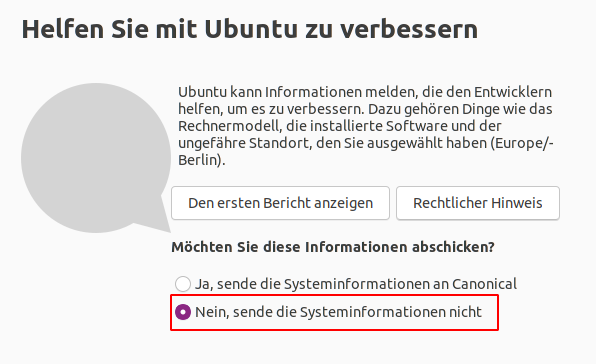 Helfen Sie mit Ubuntu zu verbessern
Ubuntu kann Informationen melden, die den Entwicklern
helfen, um es zu verbessern. Dazu gehören Dinge wie das
Rechnermodell, die installierte Software und der
ungefähre Standort, den Sie ausgewählt haben (Europe/-
Berlin).
Den ersten Bericht anzeigen
Rechtlicher Hinweis
Möchten Sie diese Informationen abschicken?
Ja, sende die Systeminformationen an Canonical
Nein, sende die Systeminformationen nicht